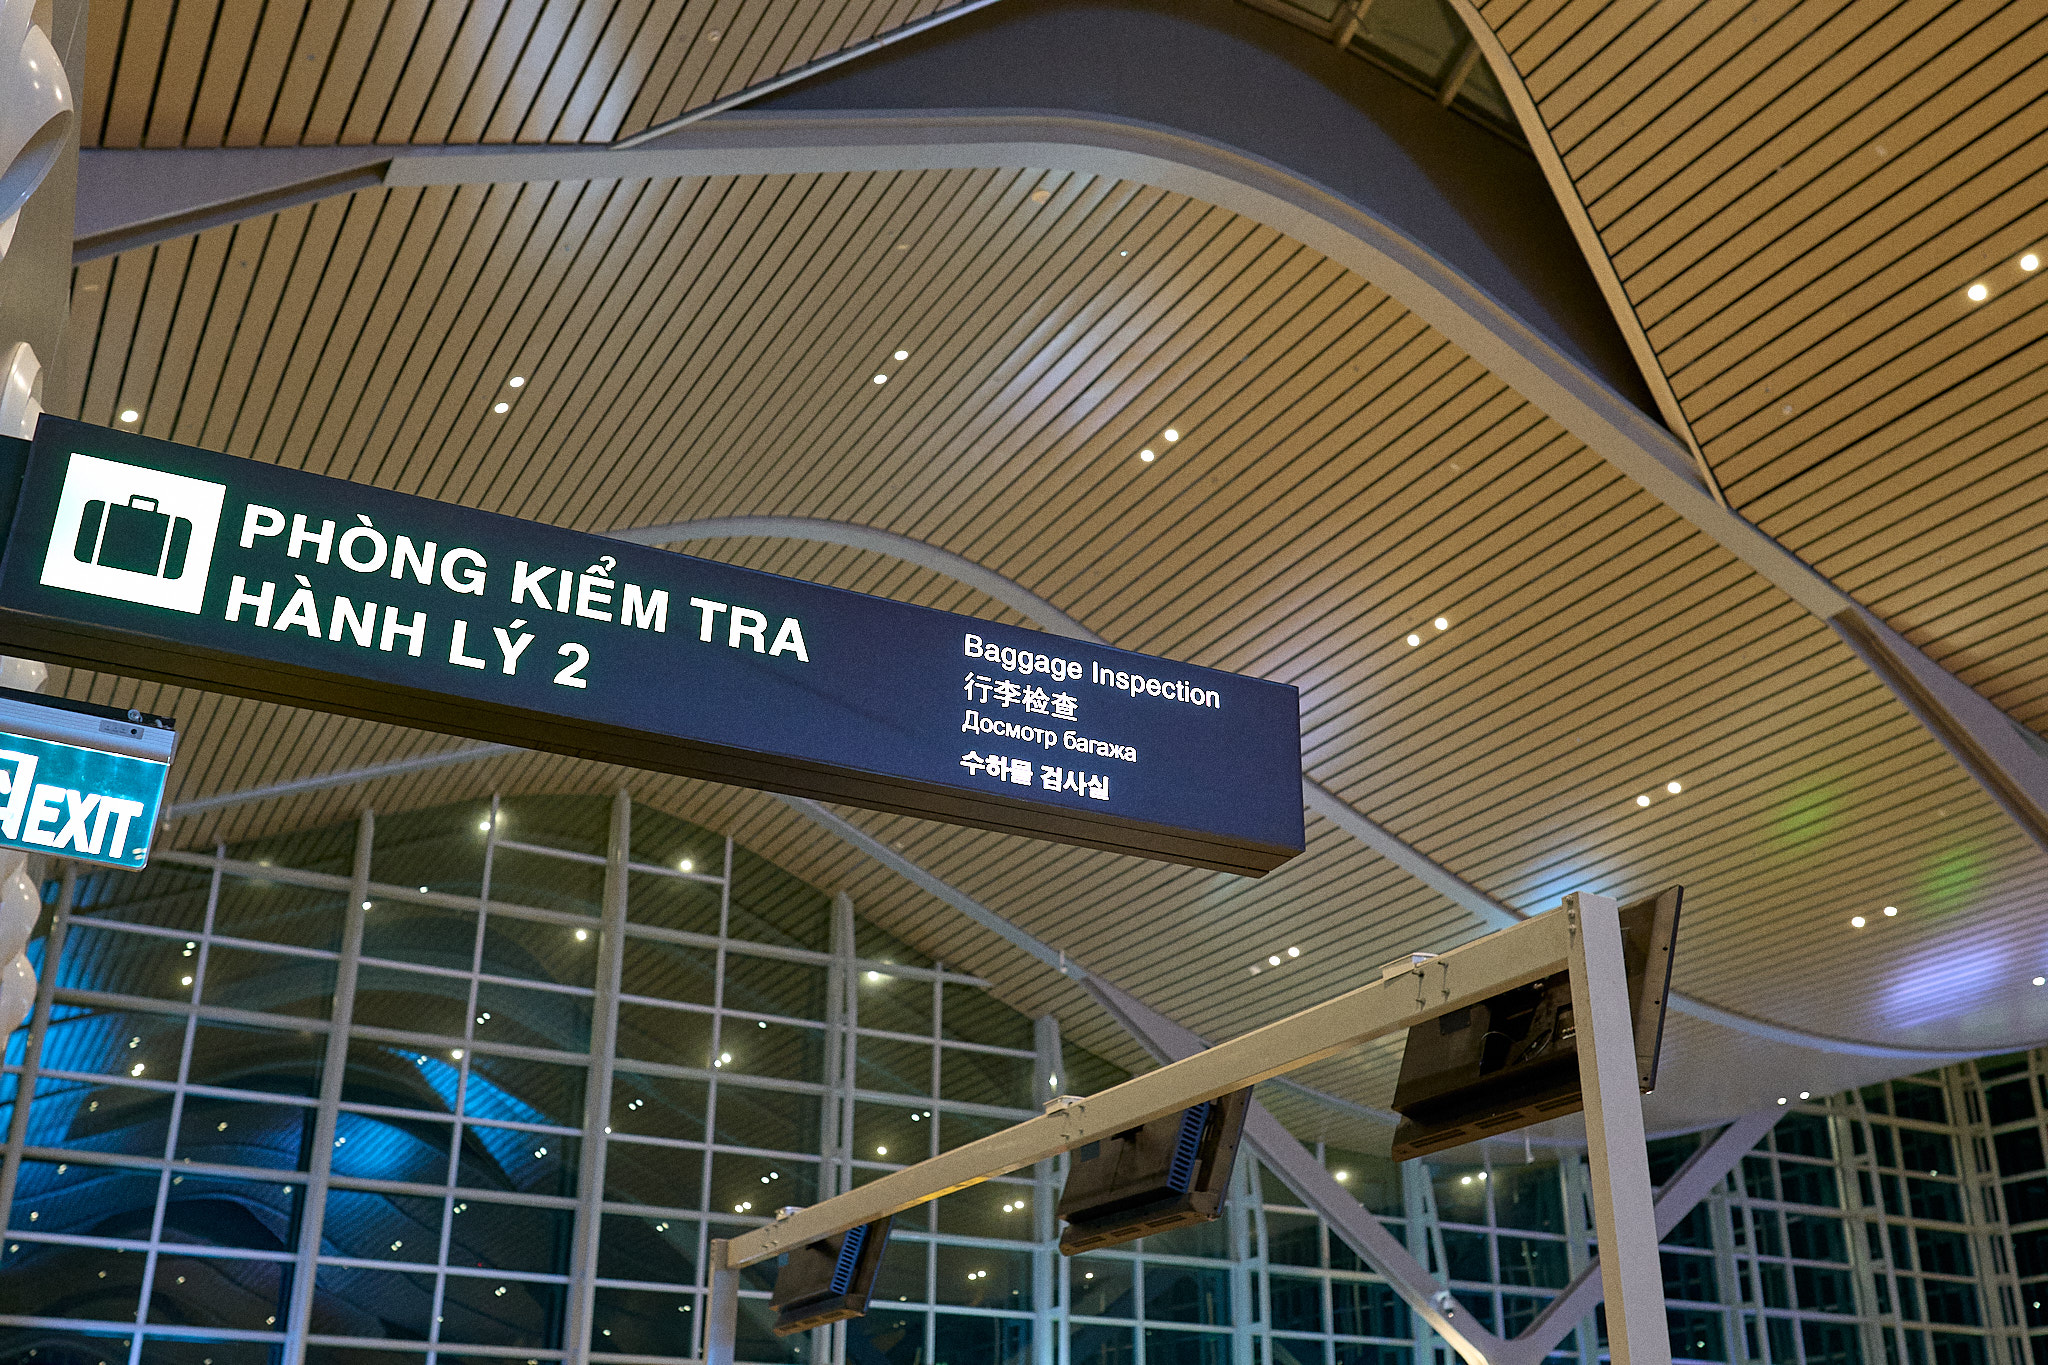 PHÒNG KIỂM TRA
HÀNH LÝ 2
Baggage Inspection
行李检查
Досмотр багажа
수하물 검사실
EXIT